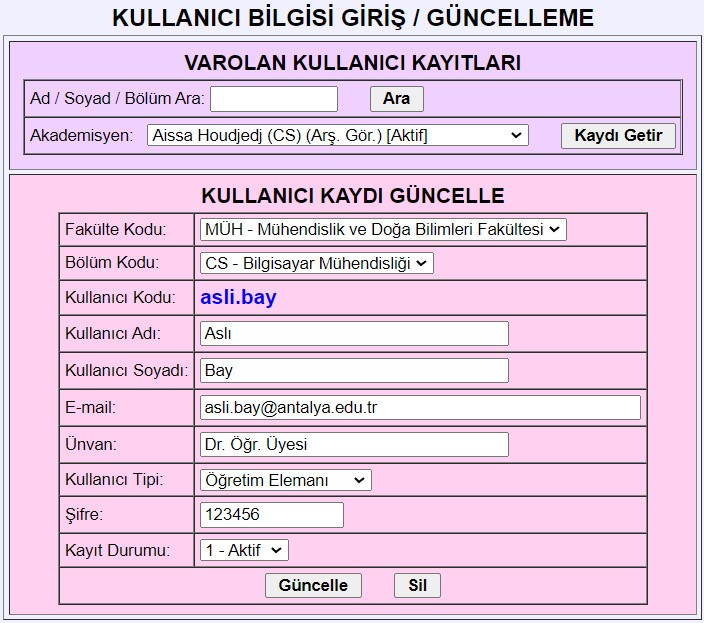 KULLANICI BİLGİSİ GİRİŞ / GÜNCELLEME
VAROLAN KULLANICI KAYITLARI
Ad / Soyad / Bölüm Ara: Ara
Akademisyen: Aissa Houdjedj (CS) (Arş. Gör.) [Aktif] Kaydı Getir
KULLANICI KAYDI GÜNCELLE
Fakülte Kodu: MÜH - Mühendislik ve Doğa Bilimleri Fakültesi
Bölüm Kodu: CS - Bilgisayar Mühendisliği
Kullanıcı Kodu: asli.bay
Kullanıcı Adı: Aslı
Kullanıcı Soyadı: Bay
E-mail: asli.bay@antalya.edu.tr
Ünvan: Dr. Öğr. Üyesi
Kullanıcı Tipi: Öğretim Elemanı
Şifre: 123456
Kayıt Durumu: 1 - Aktif
Güncelle Sil